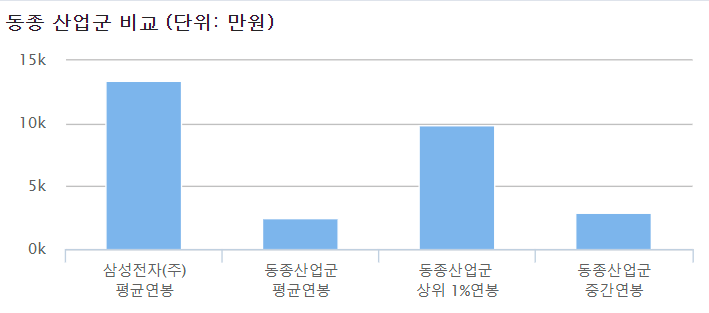 동종 산업군 비교 (단위: 만원)
15k
10k
5k
0k
삼성전자(주)
평균연봉
동종산업군
평균연봉
동종산업군
상위 1%연봉
동종산업군
중간연봉